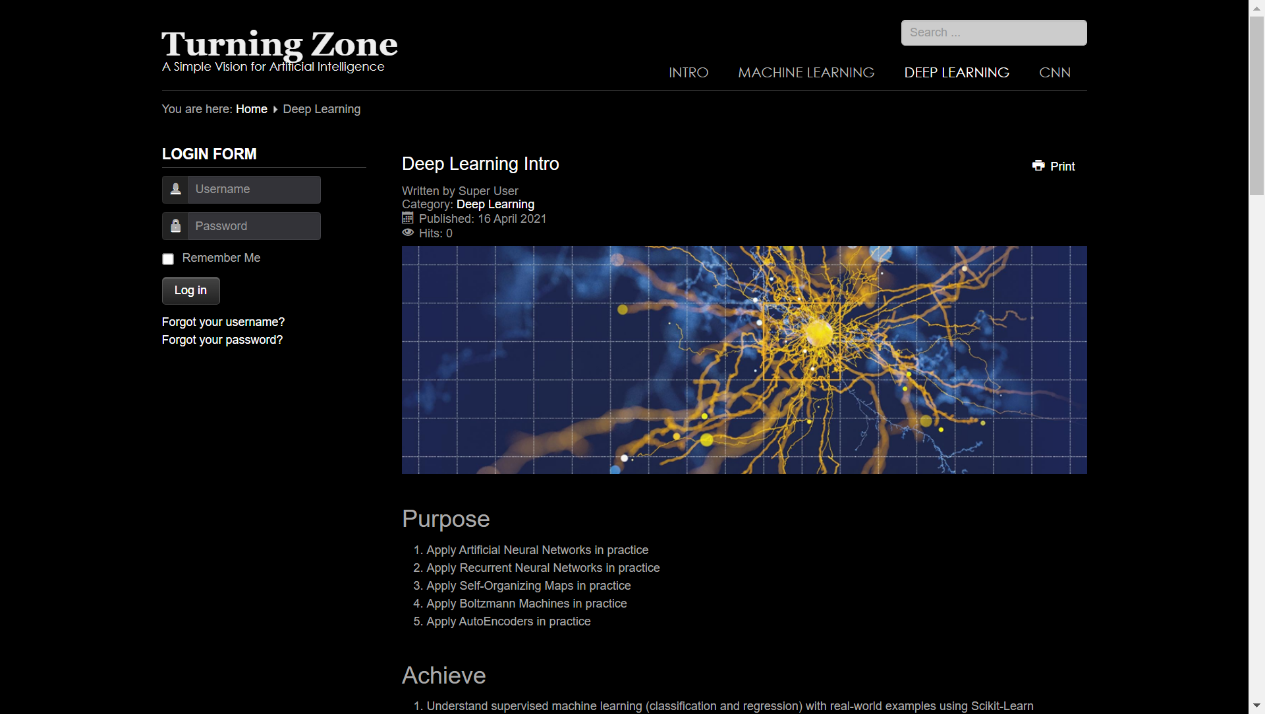 Turning Zone
A Simple Vision for Artificial Intelligence
Search ...
INTRO MACHINE LEARNING DEEP LEARNING CNN
You are here: Home Deep Learning
LOGIN FORM
Username
Password
Remember Me
Log in
Forgot your username?
Forgot your password?
Deep Learning Intro
Print
Written by Super User
Category: Deep Learning
Published: 16 April 2021
Hits: 0
Purpose
1. Apply Artificial Neural Networks in practice
2. Apply Recurrent Neural Networks in practice
3. Apply Self-Organizing Maps in practice
4. Apply Boltzmann Machines in practice
5. Apply AutoEncoders in practice
Achieve
1. Understand supervised machine learning (classification and regression) with real-world examples using Scikit-Learn